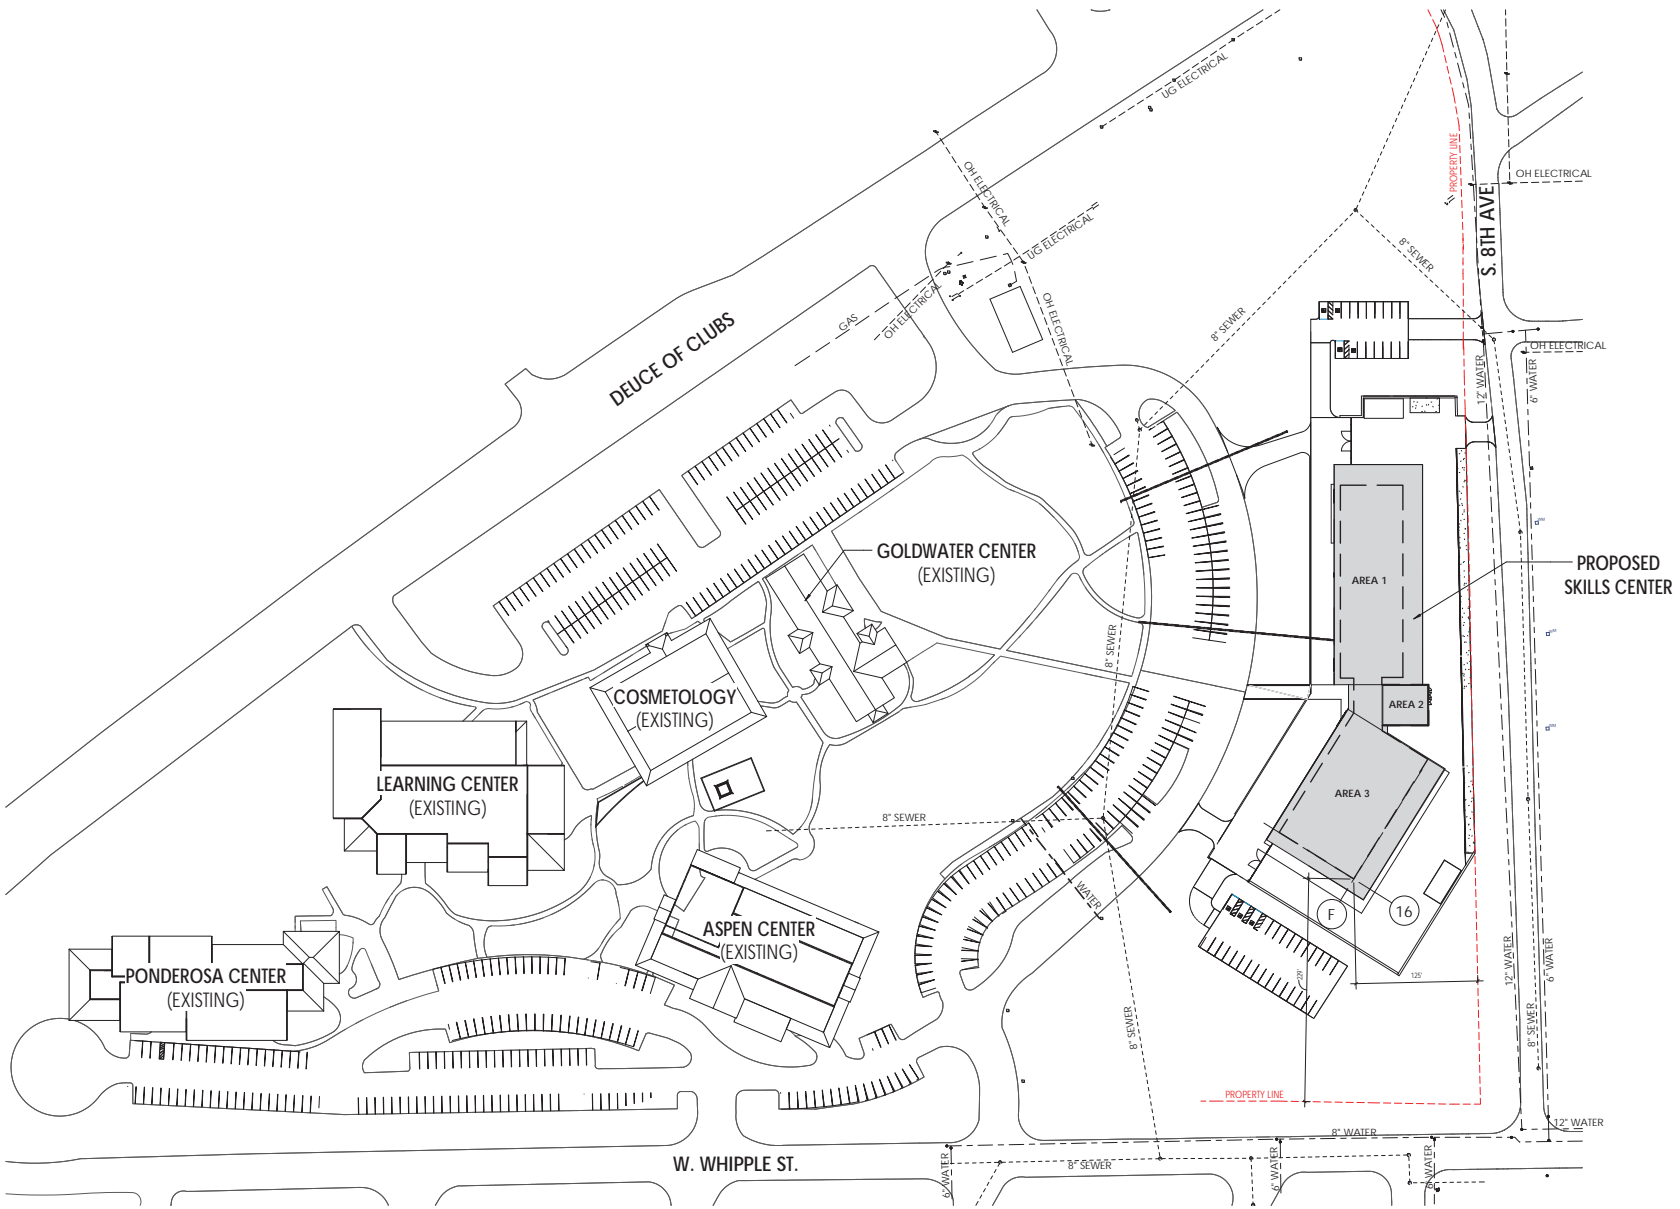 UG ELECTRICAL
PROPERTY LINE
OH ELECTRICAL
OH ELECTRICAL
S. 8TH AVE
UG ELECTRICAL
8" SEWER
OH ELECTRICAL
GAS
OH ELECTRICAL
8" SEWER
DEUCE OF CLUBS
OH ELECTRICAL
12" WATER
6" WATER
GOLDWATER CENTER
(EXISTING)
PROPOSED
SKILLS CENTER
AREA 1
8" SEWER
COSMETOLOGY
(EXISTING)
AREA 2
LEARNING CENTER
(EXISTING)
AREA 3
8" SEWER
WATER
F
16
ASPEN CENTER
(EXISTING)
PONDEROSA CENTER
(EXISTING)
229'
125'
12" WATER
6" WATER
8" SEWER
8" SEWER
PROPERTY LINE
12" WATER
8" WATER
W. WHIPPLE ST.
8" SEWER
6" WATER
6" WATER
6" WATER